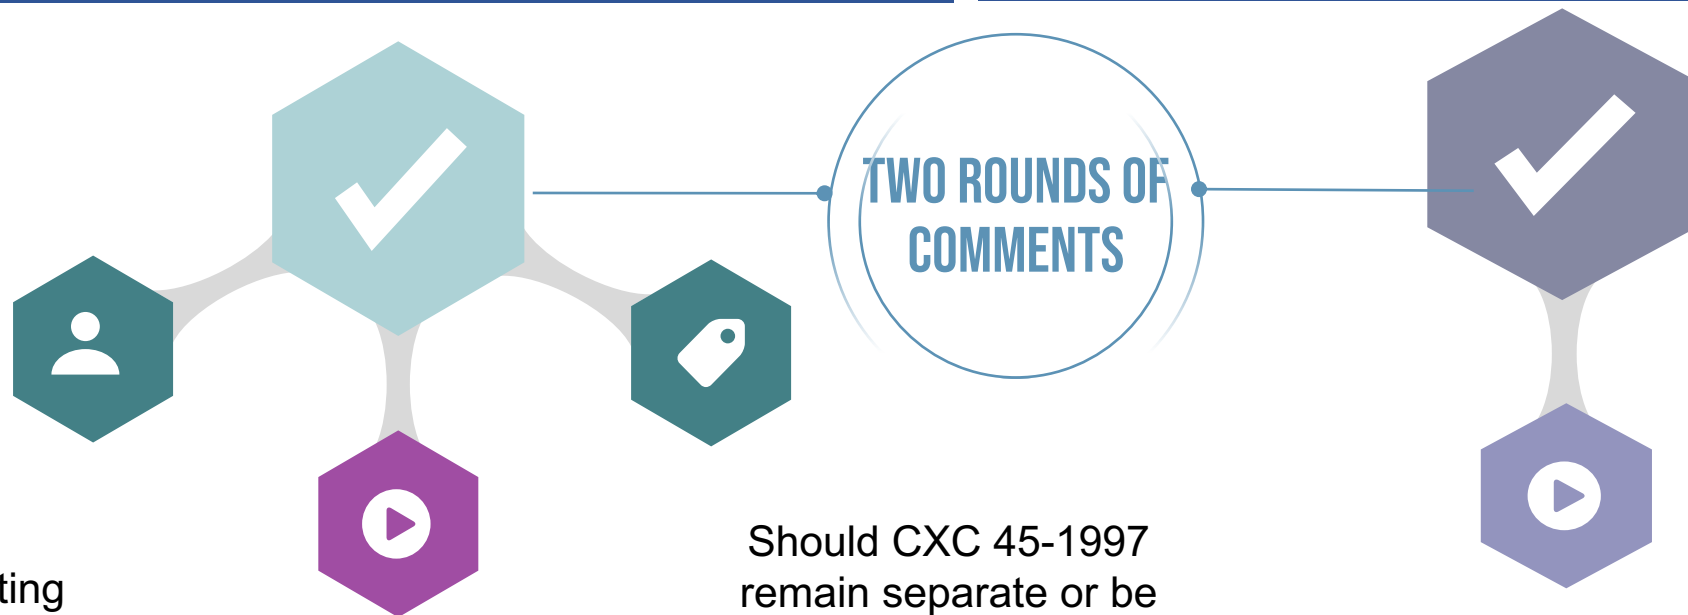 TWO ROUNDS OF
COMMENTS
Should CXC 45-1997
remain separate or be
ting